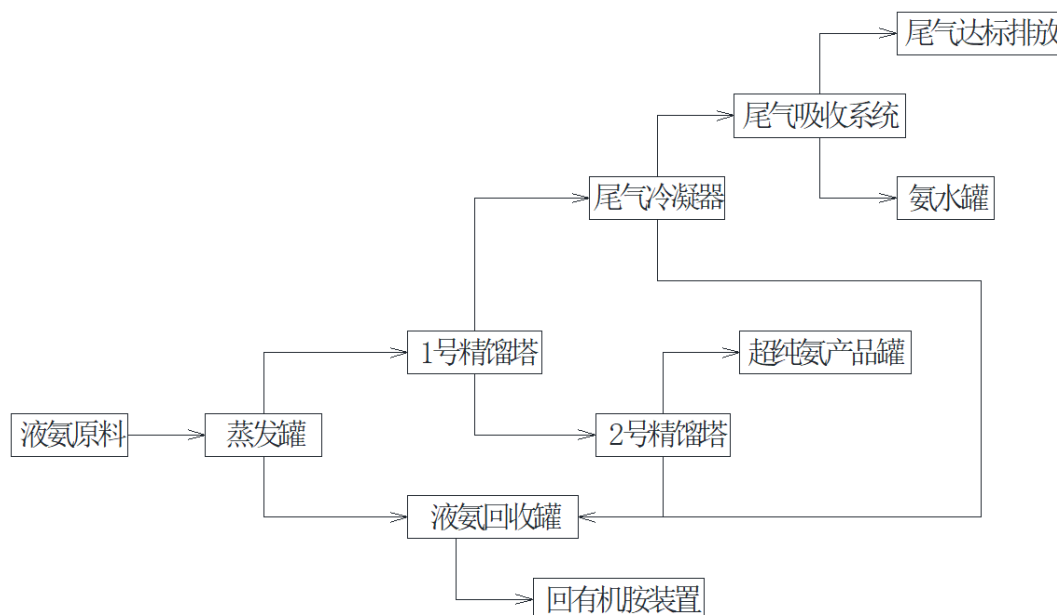 尾气达标排放
尾气吸收系统
尾气冷凝器
氨水罐
1号精馏塔
超纯氨产品罐
液氨原料
蒸发罐
2号精馏塔
液氨回收罐
回有机胺装置